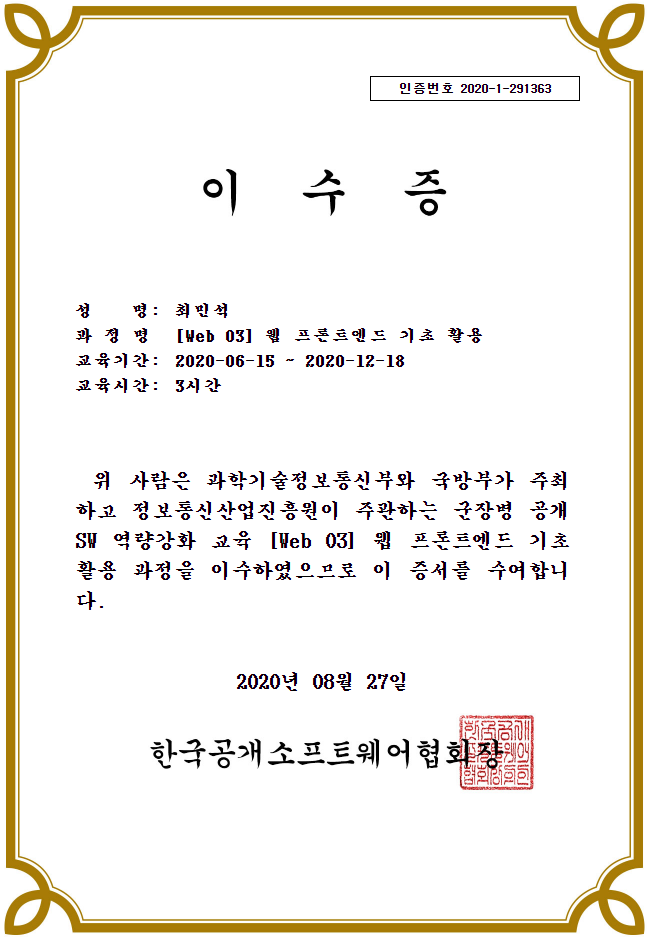 인증번호 2020-1-291363
이 수 증
성 명: 최민석
과 정 명 [Web 03] 웹 프론트엔드 기초 활용
교육기간: 2020-06-15 ~ 2020-12-18
교육시간: 3시간
위 사람은 과학기술정보통신부와 국방부가 주최
하고 정보통신산업진흥원이 주관하는 군장병 공개
SW 역량강화 교육 [Web 03] 웹 프론트엔드 기초
활용 과정을 이수하였으므로 이 증서를 수여합니
다.
2020년 08월 27일
한국공개소프트웨어협회장